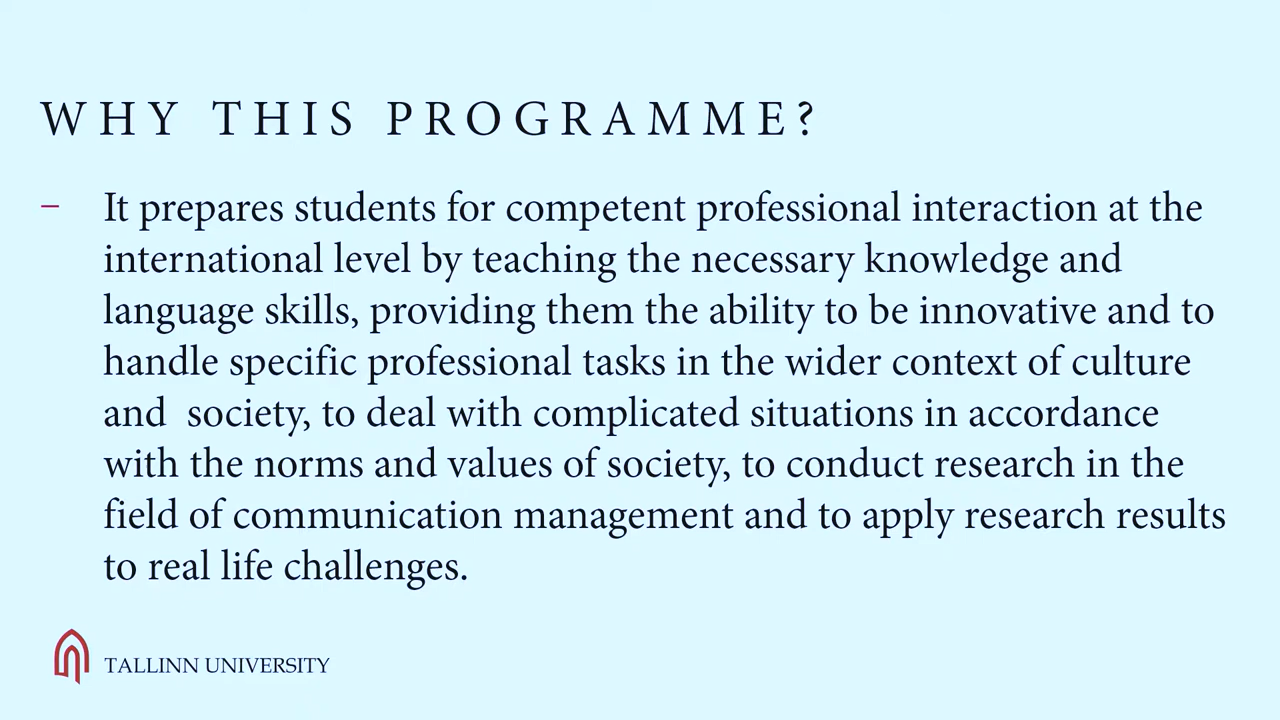 WHY THIS PROGRAMME?
– It prepares students for competent professional interaction at the
international level by teaching the necessary knowledge and
language skills, providing them the ability to be innovative and to
handle specific professional tasks in the wider context of culture
and  society, to deal with complicated situations in accordance
with the norms and values of society, to conduct research in the
field of communication management and to apply research results
to real life challenges.
TALLINN UNIVERSITY